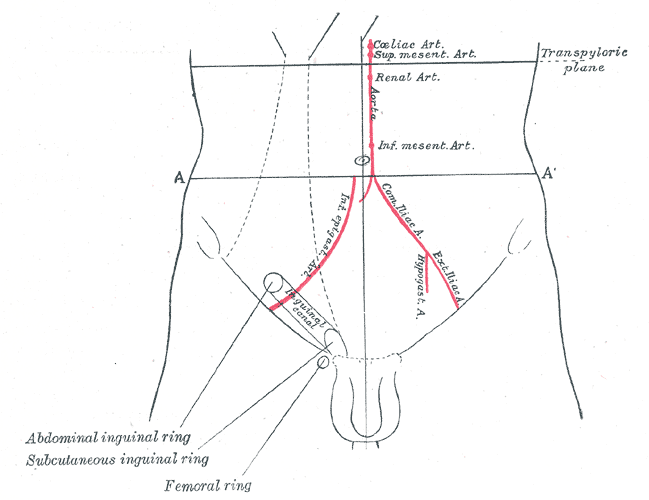 Cœliac Art.
Sup. mesent. Art.
Transpyloric
plane
Renal Art.
Aorta
Inf. mesent. Art.
A
A'
Com. Iliac A.
Inf. epigast. Art.
Ext. Iliac A.
Hypogast. A.
Inguinal
canal
Abdominal inguinal ring
Subcutaneous inguinal ring
Femoral ring